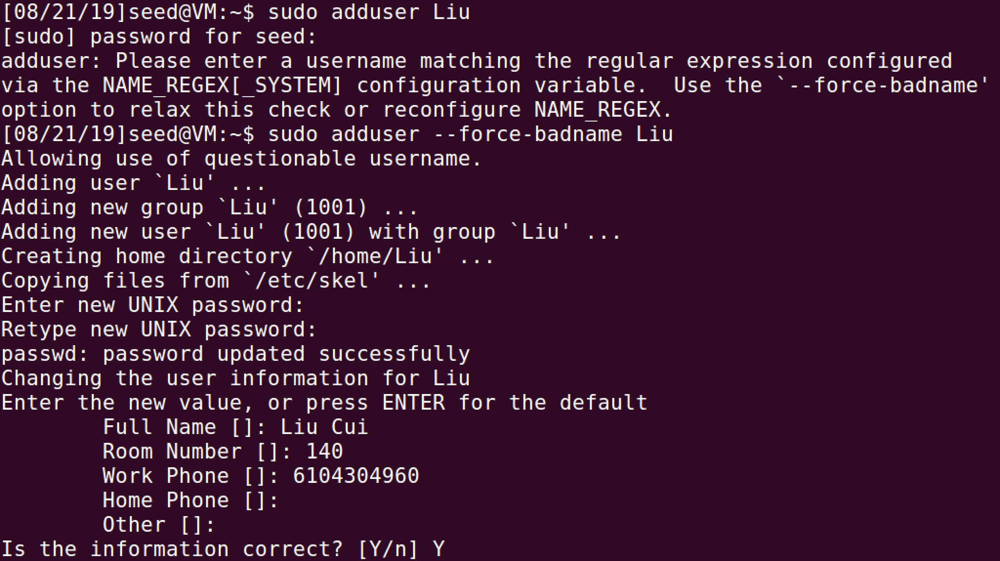 [08/21/19]seed@VM:~$ sudo adduser Liu
[sudo] password for seed:
adduser: Please enter a username matching the regular expression configured
via the NAME_REGEX[_SYSTEM] configuration variable.  Use the `--force-badname'
option to relax this check or reconfigure NAME_REGEX.
[08/21/19]seed@VM:~$ sudo adduser --force-badname Liu
Allowing use of questionable username.
Adding user `Liu' ...
Adding new group `Liu' (1001) ...
Adding new user `Liu' (1001) with group `Liu' ...
Creating home directory `/home/Liu' ...
Copying files from `/etc/skel' ...
Enter new UNIX password:
Retype new UNIX password:
passwd: password updated successfully
Changing the user information for Liu
Enter the new value, or press ENTER for the default
        Full Name []: Liu Cui
        Room Number []: 140
        Work Phone []: 6104304960
        Home Phone []:
        Other []:
Is the information correct? [Y/n] Y